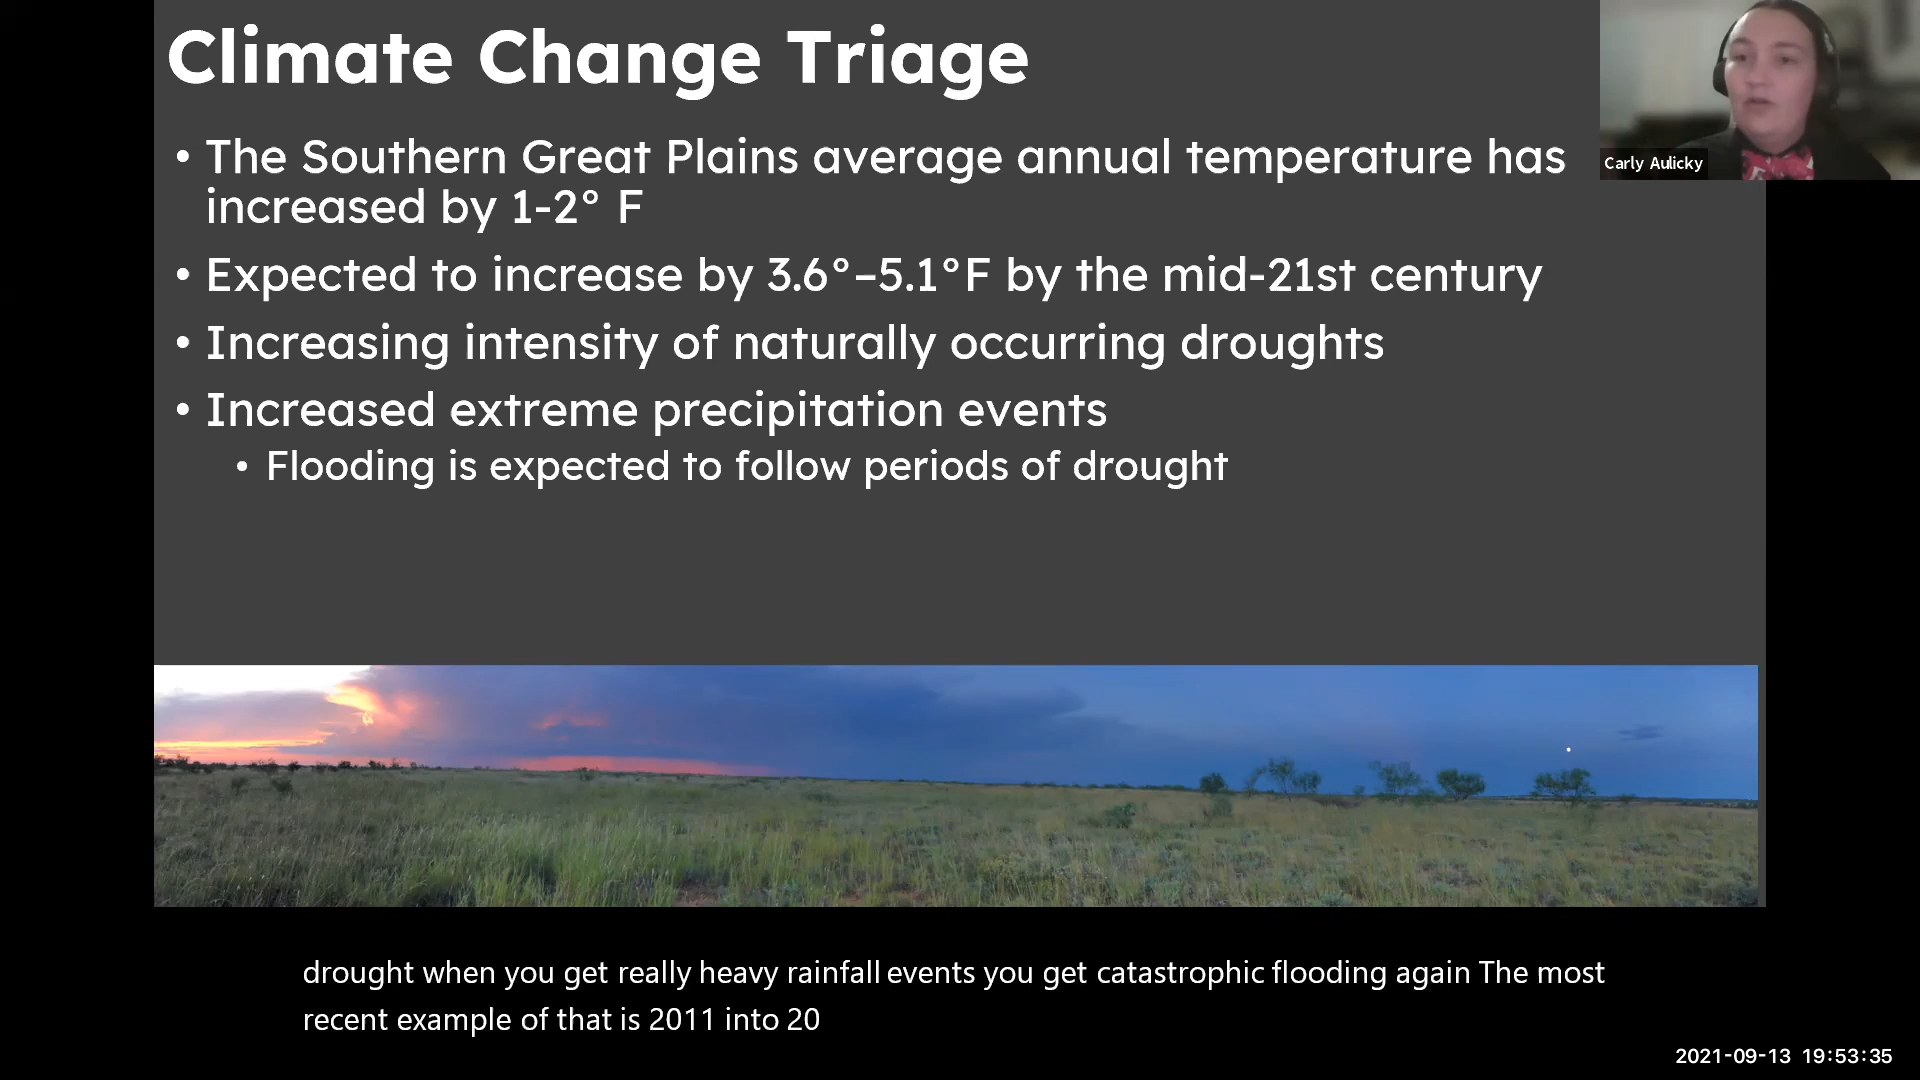 Climate Change Triage
• The Southern Great Plains average annual temperature has
increased by 1-2° F
• Expected to increase by 3.6°–5.1°F by the mid-21st century
• Increasing intensity of naturally occurring droughts
• Increased extreme precipitation events
• Flooding is expected to follow periods of drought
Carly Aulicky
drought when you get really heavy rainfall events you get catastrophic flooding again The most
recent example of that is 2011 into 20
2021-09-13 19:53:35